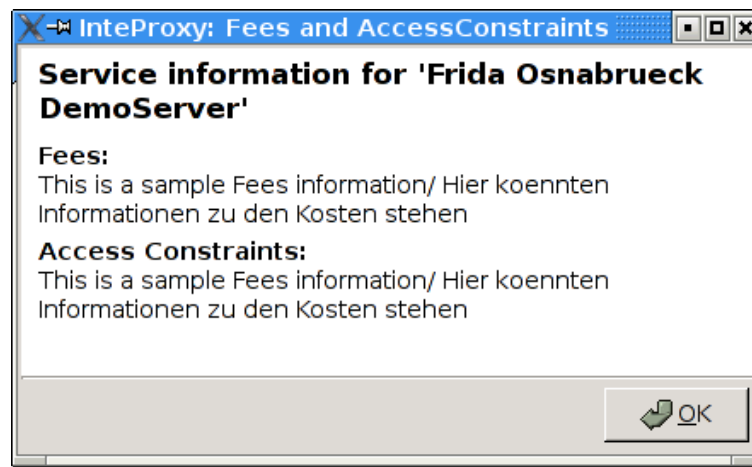 InteProxy: Fees and AccessConstraints
Service information for 'Frida Osnabrueck
DemoServer'
Fees:
This is a sample Fees information/ Hier koennten
Informationen zu den Kosten stehen
Access Constraints:
This is a sample Fees information/ Hier koennten
Informationen zu den Kosten stehen
OK